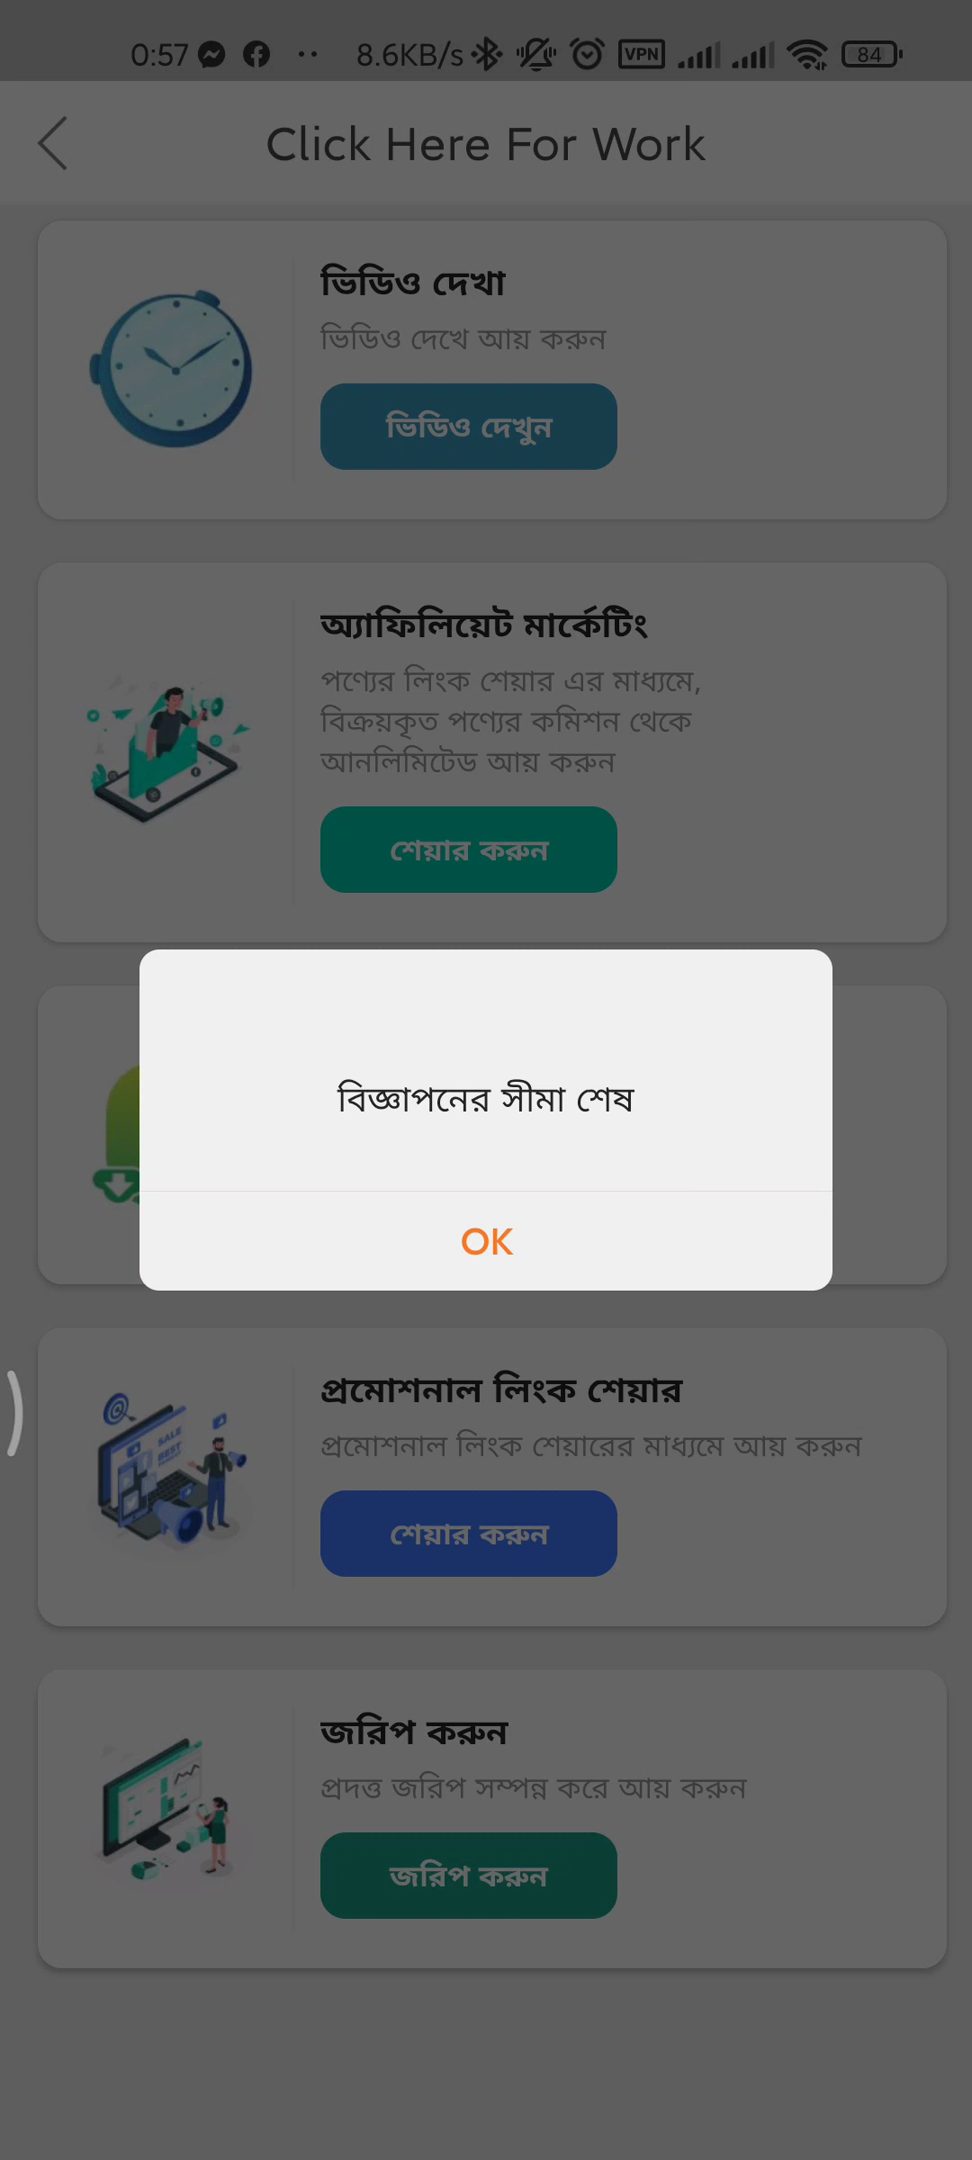 0:57 8.6KB/s VPN 84
Click Here For Work
ভিডিও দেখা
ভিডিও দেখে আয় করুন
ভিডিও দেখুন
অ্যাফিলিয়েট মার্কেটিং
পণ্যের লিংক শেয়ার এর মাধ্যমে,
বিক্রয়কৃত পণ্যের কমিশন থেকে
আনলিমিটেড আয় করুন
শেয়ার করুন
বিজ্ঞাপনের সীমা শেষ
OK
প্রমোশনাল লিংক শেয়ার
প্রমোশনাল লিংক শেয়ারের মাধ্যমে আয় করুন
SALE
BEST
শেয়ার করুন
জরিপ করুন
প্রদত্ত জরিপ সম্পন্ন করে আয় করুন
জরিপ করুন